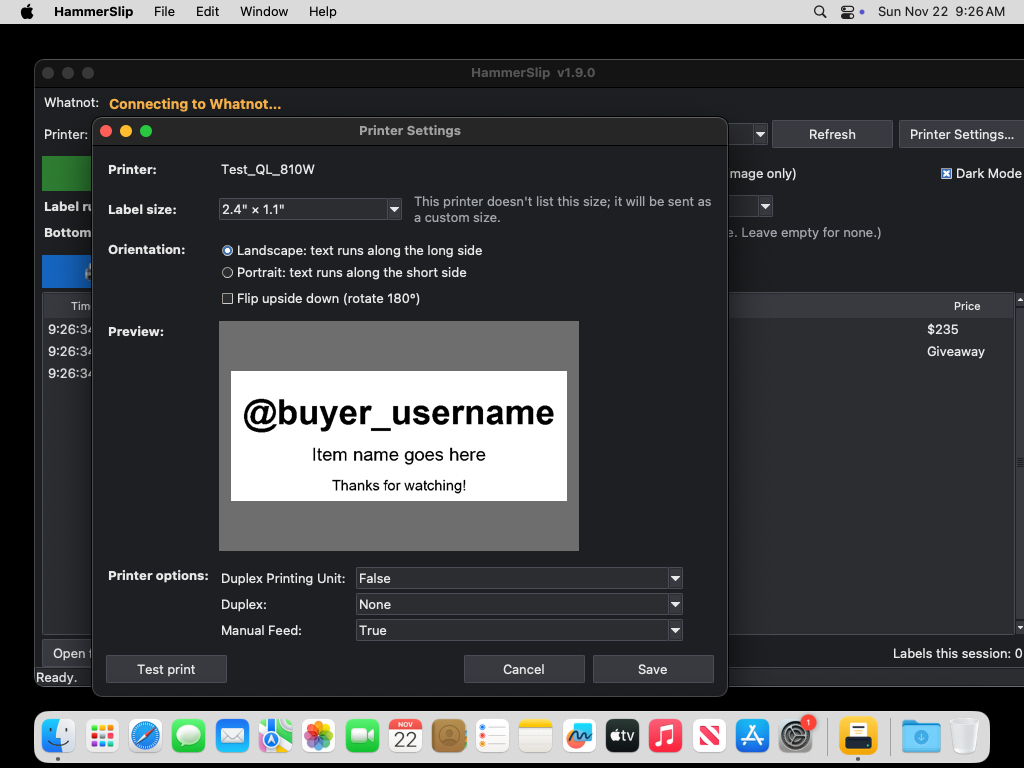 HammerSlip File Edit Window Help Sun Nov 22 9:26 AM
HammerSlip v1.9.0
Whatnot: Connecting to Whatnot...
Printer: Refresh Printer Settings...
Printer Settings
Printer: Test_QL_810W
mage only) Dark Mode
Label size: 2.4" × 1.1" This printer doesn't list this size; it will be sent as
a custom size.
Label ru
Bottom e. Leave empty for none.)
Orientation: Landscape: text runs along the long side
Portrait: text runs along the short side
Flip upside down (rotate 180°)
Tim Price
Preview:
9:26:34 $235
9:26:34 Giveaway
9:26:34
@buyer_username
Item name goes here
Thanks for watching!
Printer options: Duplex Printing Unit: False
Duplex: None
Manual Feed: True
Open f Labels this session: 0
Test print Cancel Save
Ready.
NOV
22
tv
1